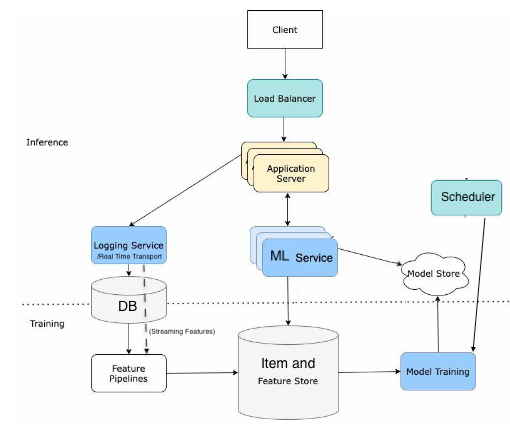 Client
Load Balancer
Inference
Application
Server
Scheduler
Logging Service
/Real Time Transport
ML Service
Model Store
DB
Training
(Streaming Features)
Feature
Pipelines
Item and
Feature Store
Model Training